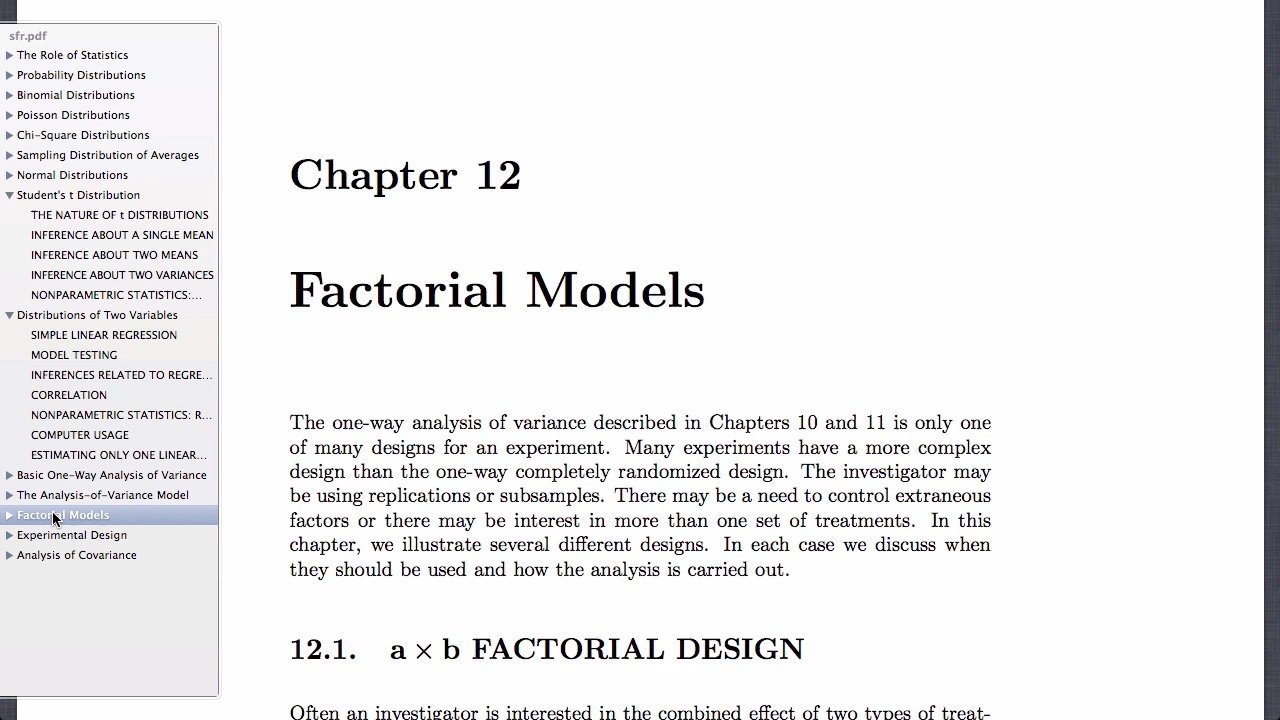 sfr.pdf
The Role of Statistics
Probability Distributions
Binomial Distributions
Poisson Distributions
Chi-Square Distributions
Sampling Distribution of Averages
Normal Distributions
Student's t Distribution
THE NATURE OF t DISTRIBUTIONS
INFERENCE ABOUT A SINGLE MEAN
INFERENCE ABOUT TWO MEANS
INFERENCE ABOUT TWO VARIANCES
NONPARAMETRIC STATISTICS:...
Distributions of Two Variables
SIMPLE LINEAR REGRESSION
MODEL TESTING
INFERENCES RELATED TO REGRE...
CORRELATION
NONPARAMETRIC STATISTICS: R...
COMPUTER USAGE
ESTIMATING ONLY ONE LINEAR...
Basic One-Way Analysis of Variance
The Analysis-of-Variance Model
Factorial Models
Experimental Design
Analysis of Covariance
Chapter 12
Factorial Models
The one-way analysis of variance described in Chapters 10 and 11 is only one
of many designs for an experiment. Many experiments have a more complex
design than the one-way completely randomized design. The investigator may
be using replications or subsamples. There may be a need to control extraneous
factors or there may be interest in more than one set of treatments. In this
chapter, we illustrate several different designs. In each case we discuss when
they should be used and how the analysis is carried out.
12.1. a × b FACTORIAL DESIGN
Often an investigator is interested in the combined effect of two types of treat-